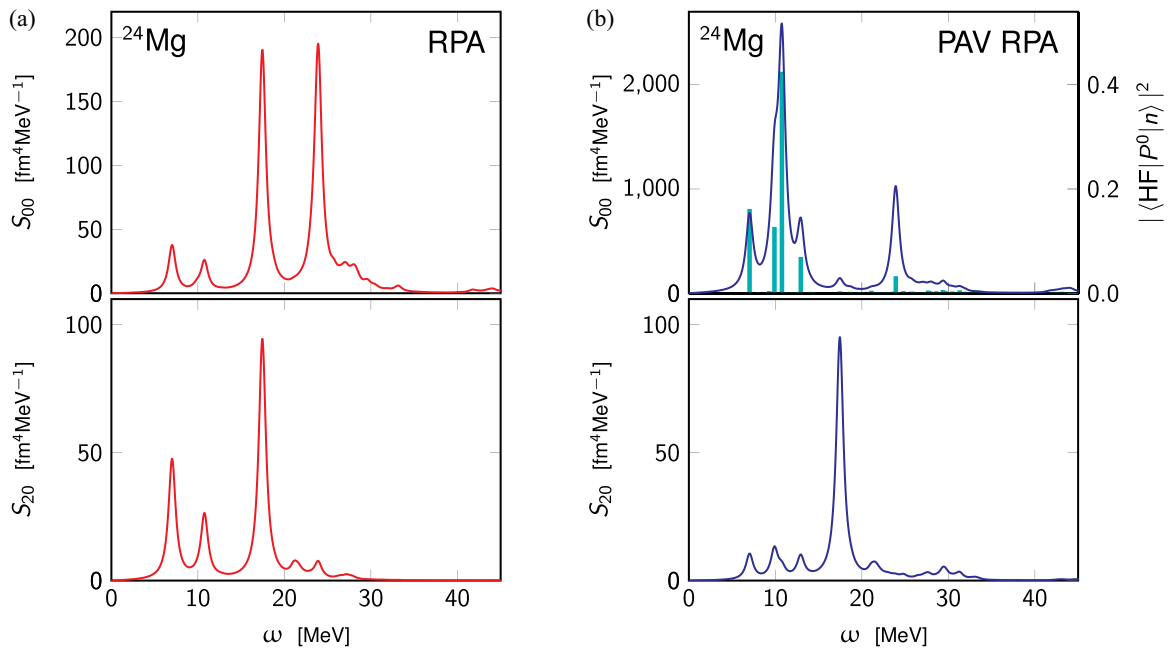 (a)
²⁴Mg
RPA
S₀₀ [fm⁴MeV⁻¹]
200
150
100
50
0
S₂₀ [fm⁴MeV⁻¹]
100
50
0
0 10 20 30 40
ω [MeV]
(b)
²⁴Mg
PAV RPA
S₀₀ [fm⁴MeV⁻¹]
2,000
1,000
0
0.4
0.2
0.0
| ⟨HF|P⁰|n⟩ |²
S₂₀ [fm⁴MeV⁻¹]
100
50
0
0 10 20 30 40
ω [MeV]